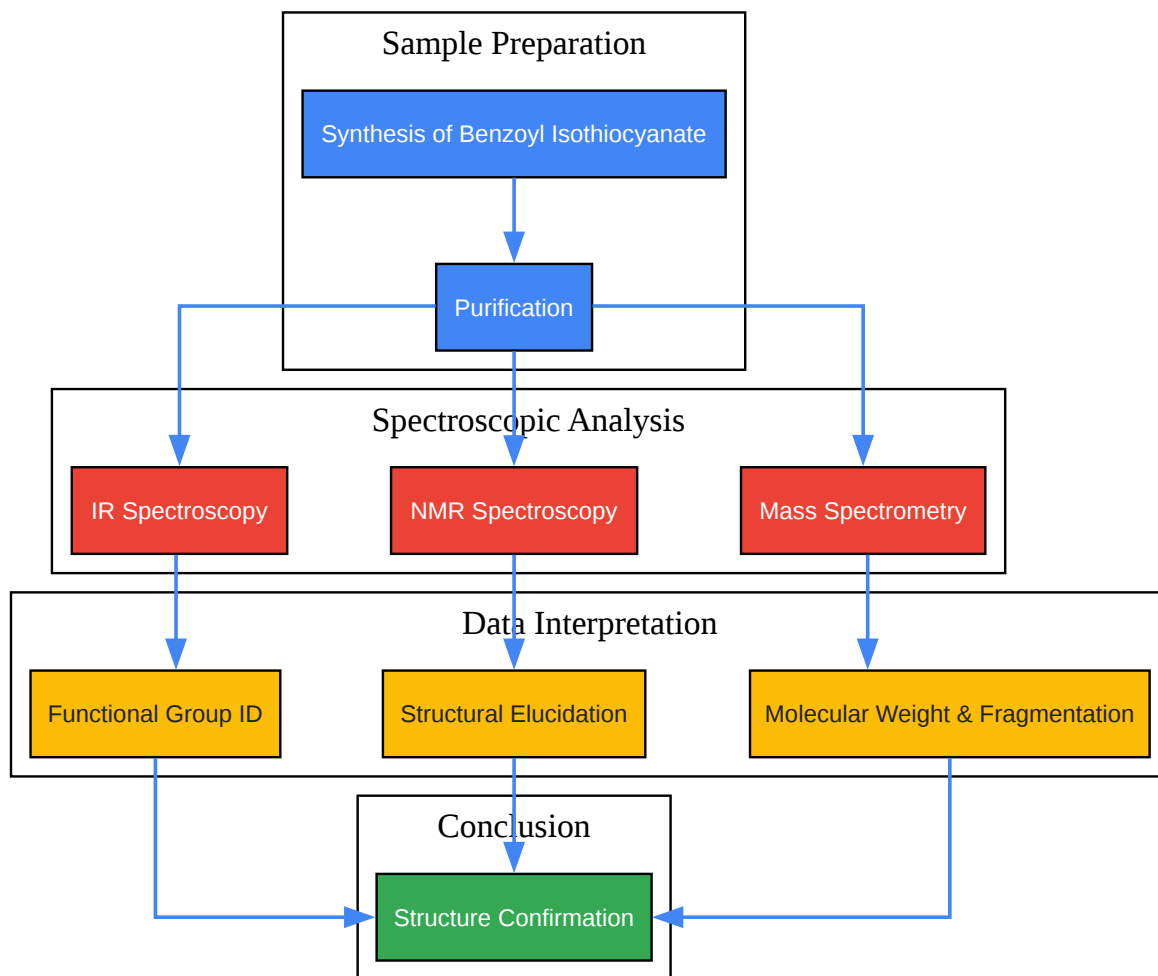 Sample Preparation
Synthesis of Benzoyl Isothiocyanate
Purification
Spectroscopic Analysis
IR Spectroscopy
NMR Spectroscopy
Mass Spectrometry
Data Interpretation
Functional Group ID
Structural Elucidation
Molecular Weight & Fragmentation
Conclusion
Structure Confirmation